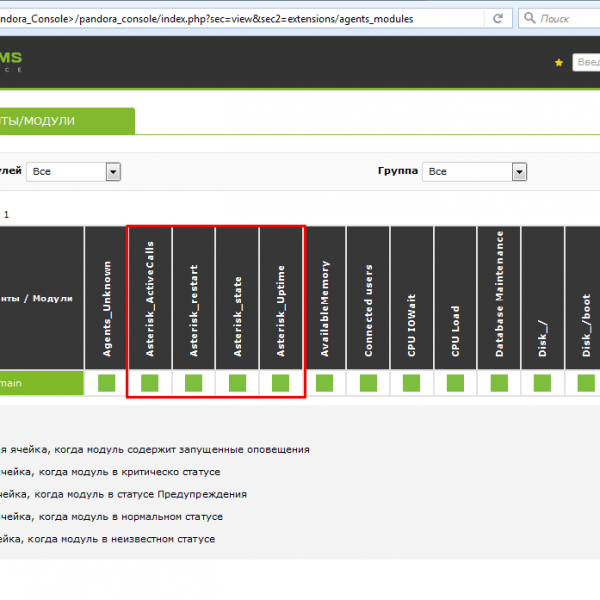 ndora_Console>/pandora_console/index.php?sec=view&sec2=extensions/agents_modules
Поиск
MS
C E
Введ
НТЫ/МОДУЛИ
улей Все Группа Все
1
нты / Модули
Agents_Unknown
Asterisk_ActiveCalls
Asterisk_restart
Asterisk_state
Asterisk_Uptime
AvailableMemory
Connected users
CPU IOWait
CPU Load
Database Maintenance
Disk_/
Disk_/boot
main
я ячейка, когда модуль содержит запущенные оповещения
ячейка, когда модуль в критическо статусе
ячейка, когда модуль в статусе Предупреждения
ячейка, когда модуль в нормальном статусе
ейка, когда модуль в неизвестном статусе